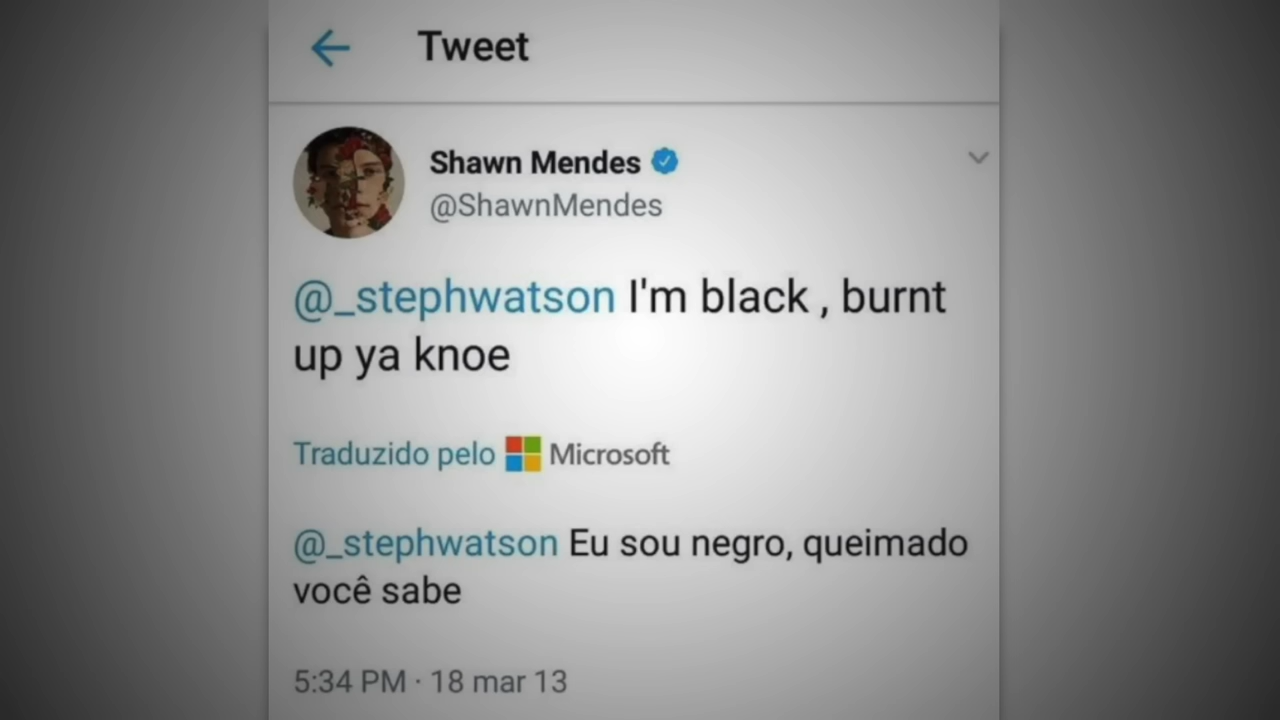 Tweet
Shawn Mendes
@ShawnMendes
@_stephwatson I'm black , burnt
up ya knoe
Traduzido pelo Microsoft
@_stephwatson Eu sou negro, queimado
você sabe
5:34 PM · 18 mar 13